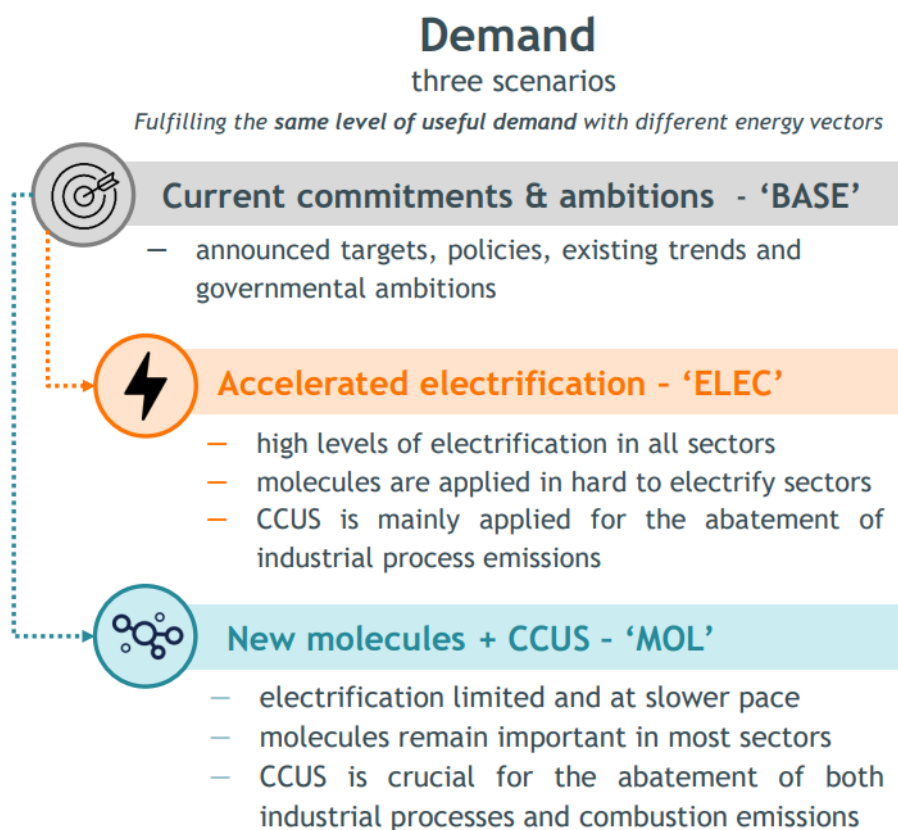 Demand
three scenarios
Fulfilling the same level of useful demand with different energy vectors
Current commitments & ambitions - ‘BASE’
— announced targets, policies, existing trends and
governmental ambitions
Accelerated electrification – ‘ELEC’
— high levels of electrification in all sectors
— molecules are applied in hard to electrify sectors
— CCUS is mainly applied for the abatement of
industrial process emissions
New molecules + CCUS – ‘MOL’
— electrification limited and at slower pace
— molecules remain important in most sectors
— CCUS is crucial for the abatement of both
industrial processes and combustion emissions